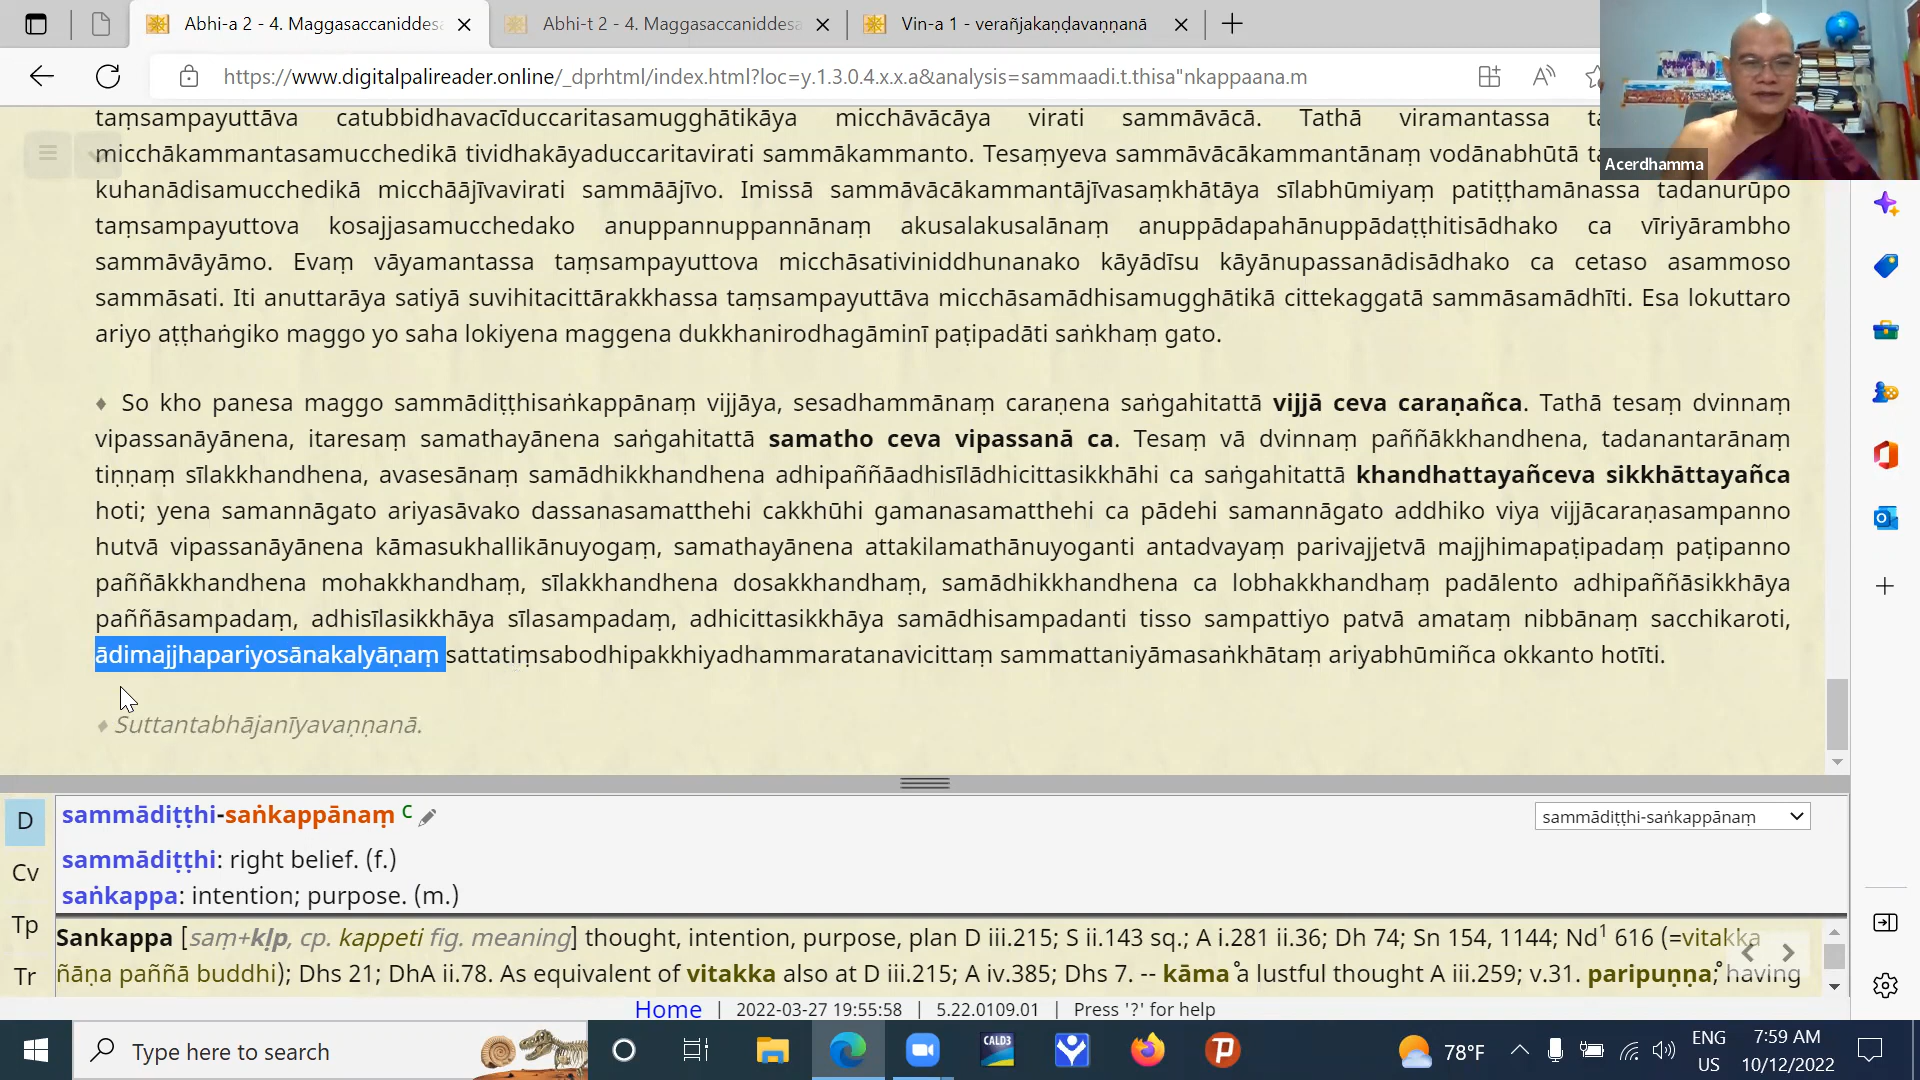 Abhi-a 2 - 4. Maggasaccaniddes
Abhi-t 2 - 4. Maggasaccaniddesa
Vin-a 1 - verañjakaṇḍavaṇṇanā
https://www.digitalpalireader.online/_dprhtml/index.html?loc=y.1.3.0.4.x.x.a&analysis=sammaadi.t.thisa"nkappaana.m
Acerdhamma
taṃsampayuttāva catubbidhavacīduccaritasamugghātikāya micchāvācāya virati sammāvācā. Tathā viramantassa
micchākammantasamucchedikā tividhakāyaduccaritavirati sammākammanto. Tesaṃyeva sammāvācākammantānaṃ vodānabhūtā
kuhanādisamucchedikā micchāājīvavirati sammāājīvo. Imissā sammāvācākammantājīvasaṃkhātāya sīlabhūmiyaṃ patiṭṭhamānassa tadanurūpo
taṃsampayuttova kosajjasamucchedako anuppannuppannānaṃ akusalakusalānaṃ anuppādapahānuppādaṭṭhitisādhako ca vīriyārambho
sammāvāyāmo. Evaṃ vāyamantassa taṃsampayuttova micchāsativiniddhunanako kāyādīsu kāyānupassanādisādhako ca cetaso asammoso
sammāsati. Iti anuttarāya satiyā suvihitacittārakkhassa taṃsampayuttāva micchāsamādhisamugghātikā cittekaggatā sammāsamādhīti. Esa lokuttaro
ariyo aṭṭhaṅgiko maggo yo saha lokiyena maggena dukkhanirodhagāminī paṭipadāti saṅkhaṃ gato.
♦ So kho panesa maggo sammādiṭṭhisaṅkappānaṃ vijjāya, sesadhammānaṃ caraṇena saṅgahitattā vijjā ceva caraṇañca. Tathā tesaṃ dvinnaṃ
vipassanāyānena, itaresaṃ samathayānena saṅgahitattā samatho ceva vipassanā ca. Tesaṃ vā dvinnaṃ paññākkhandhena, tadanantarānaṃ
tiṇṇaṃ sīlakkhandhena, avasesānaṃ samādhikkhandhena adhipaññāadhisīlādhicittasikkhāhi ca saṅgahitattā khandhattayañceva sikkhāttayañca
hoti; yena samannāgato ariyasāvako dassanasamatthehi cakkhūhi gamanasamatthehi ca pādehi samannāgato addhiko viya vijjācaraṇasampanno
hutvā vipassanāyānena kāmasukhallikānuyogaṃ, samathayānena attakilamathānuyoganti antadvayaṃ parivajjetvā majjhimapaṭipadaṃ paṭipanno
paññākkhandhena mohakkhandhaṃ, sīlakkhandhena dosakkhandhaṃ, samādhikkhandhena ca lobhakkhandhaṃ padālento adhipaññāsikkhāya
paññāsampadaṃ, adhisīlasikkhāya sīlasampadaṃ, adhicittasikkhāya samādhisampadanti tisso sampattiyo patvā amataṃ nibbānaṃ sacchikaroti,
ādimajjhapariyosānakalyāṇaṃ sattatiṃsabodhipakkhiyadhammaratanavicittaṃ sammattaniyāmasaṅkhātaṃ ariyabhūmiñca okkanto hotīti.
♦ Suttantabhājanīyavaṇṇanā.
D
Cv
Tp
Tr
sammādiṭṭhi-saṅkappānaṃ C
sammādiṭṭhi-saṅkappānaṃ
sammādiṭṭhi: right belief. (f.)
saṅkappa: intention; purpose. (m.)
Sankappa [saṃ+kḷp, cp. kappeti fig. meaning] thought, intention, purpose, plan D iii.215; S ii.143 sq.; A i.281 ii.36; Dh 74; Sn 154, 1144; Nd1 616 (=vitakka
ñāṇa paññā buddhi); Dhs 21; DhA ii.78. As equivalent of vitakka also at D iii.215; A iv.385; Dhs 7. -- kāma˚ a lustful thought A iii.259; v.31. paripuṇṇa˚ having
Home | 2022-03-27 19:55:58 | 5.22.0109.01 | Press '?' for help
Type here to search
CALD3
78°F
ENG
US
7:59 AM
10/12/2022